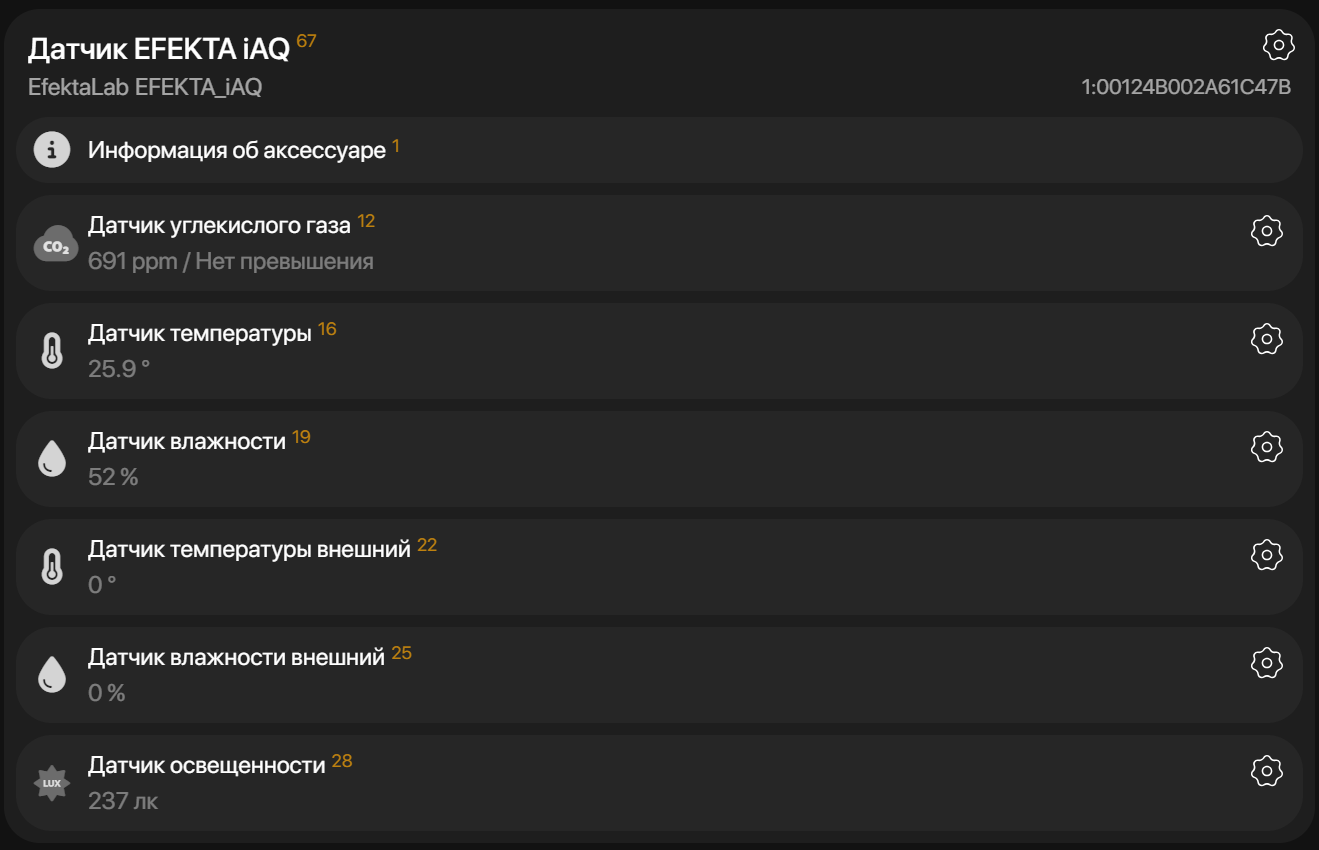 Датчик EFEKTA iAQ 67
EfektaLab EFEKTA_iAQ
1:00124B002A61C47B
Информация об аксессуаре 1
Датчик углекислого газа 12
CO₂
691 ppm / Нет превышения
Датчик температуры 16
25.9 °
Датчик влажности 19
52 %
Датчик температуры внешний 22
0 °
Датчик влажности внешний 25
0 %
Датчик освещенности 28
LUX
237 лк